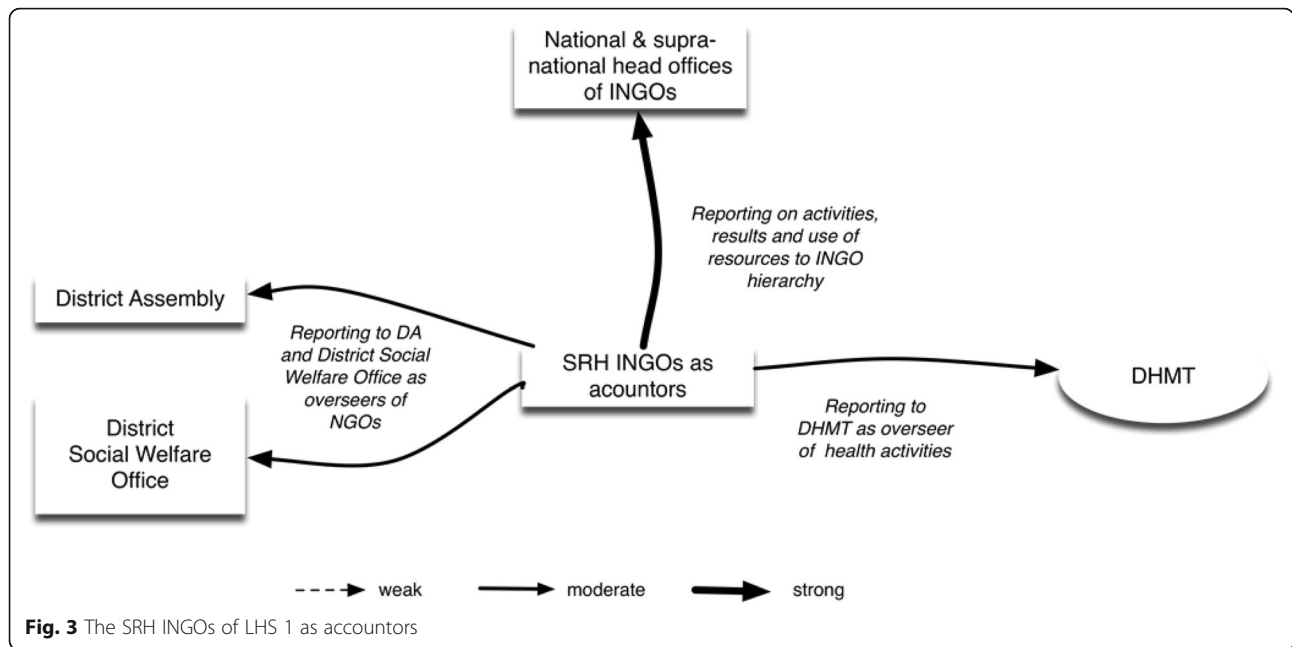 National & supra-
national head offices
of INGOs
Reporting on activities,
results and use of
resources to INGO
hierarchy
District Assembly
Reporting to DA
and District Social
Welfare Office as
overseers of
NGOs
SRH INGOs as
acountors
DHMT
District
Social Welfare
Office
Reporting to
DHMT as overseer
of health activities
weak
moderate
strong
Fig. 3 The SRH INGOs of LHS 1 as accountors